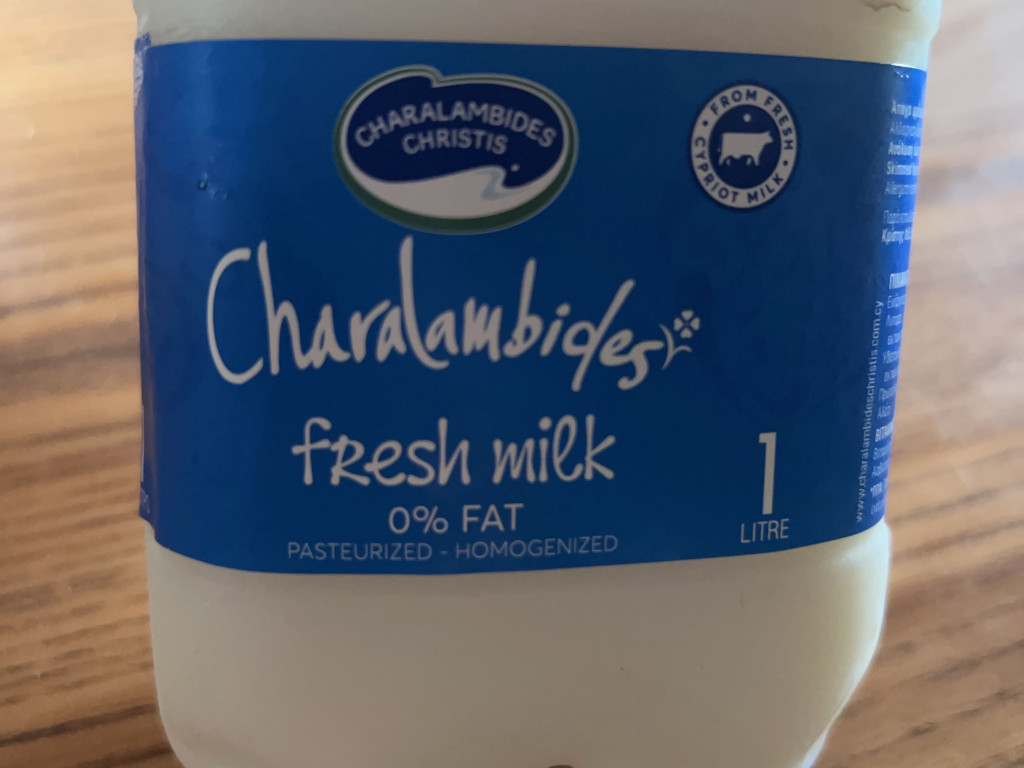 CHARALAMBIDES
CHRISTIS
FROM FRESH
CYPRIOT MILK
Charalambides
fresh milk
0% FAT
PASTEURIZED - HOMOGENIZED
1
LITRE
www.charalambideschristis.com.cy
Skimmed